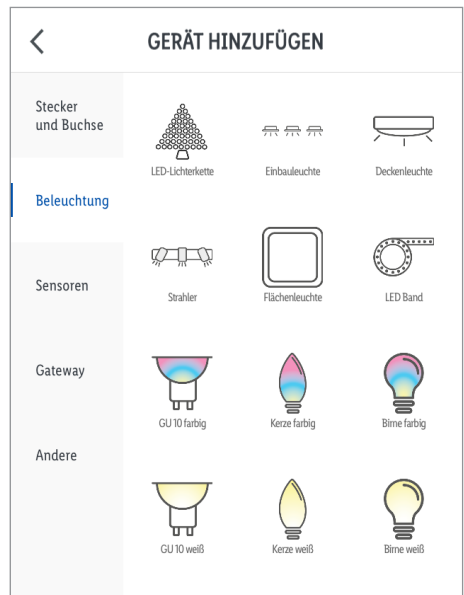 GERÄT HINZUFÜGEN
Stecker
und Buchse
Beleuchtung
Sensoren
Gateway
Andere
LED-Lichterkette
Einbauleuchte
Deckenleuchte
Strahler
Flächenleuchte
LED Band
GU 10 farbig
Kerze farbig
Birne farbig
GU 10 weiß
Kerze weiß
Birne weiß